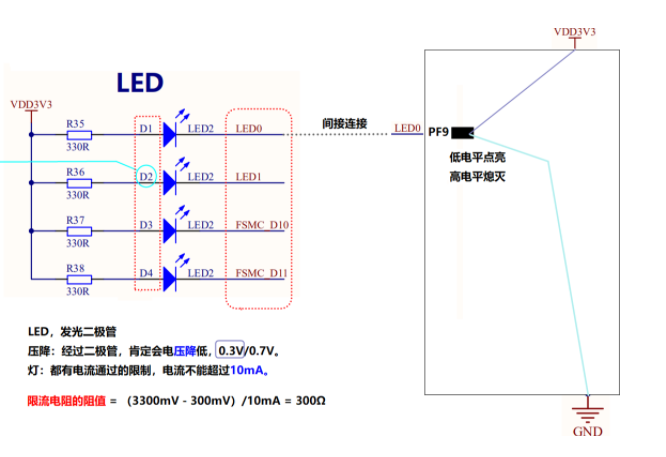 VDD3V3
LED
VDD3V3
R35
330R
D1
LED2
LED0
间接连接
LED0
PF9
低电平点亮
高电平熄灭
R36
330R
D2
LED2
LED1
R37
330R
D3
LED2
FSMC_D10
R38
330R
D4
LED2
FSMC_D11
LED，发光二极管
压降：经过二极管，肯定会电压降低，0.3V/0.7V。
灯：都有电流通过的限制，电流不能超过10mA。
限流电阻的阻值 = （3300mV - 300mV）/10mA = 300Ω
GND